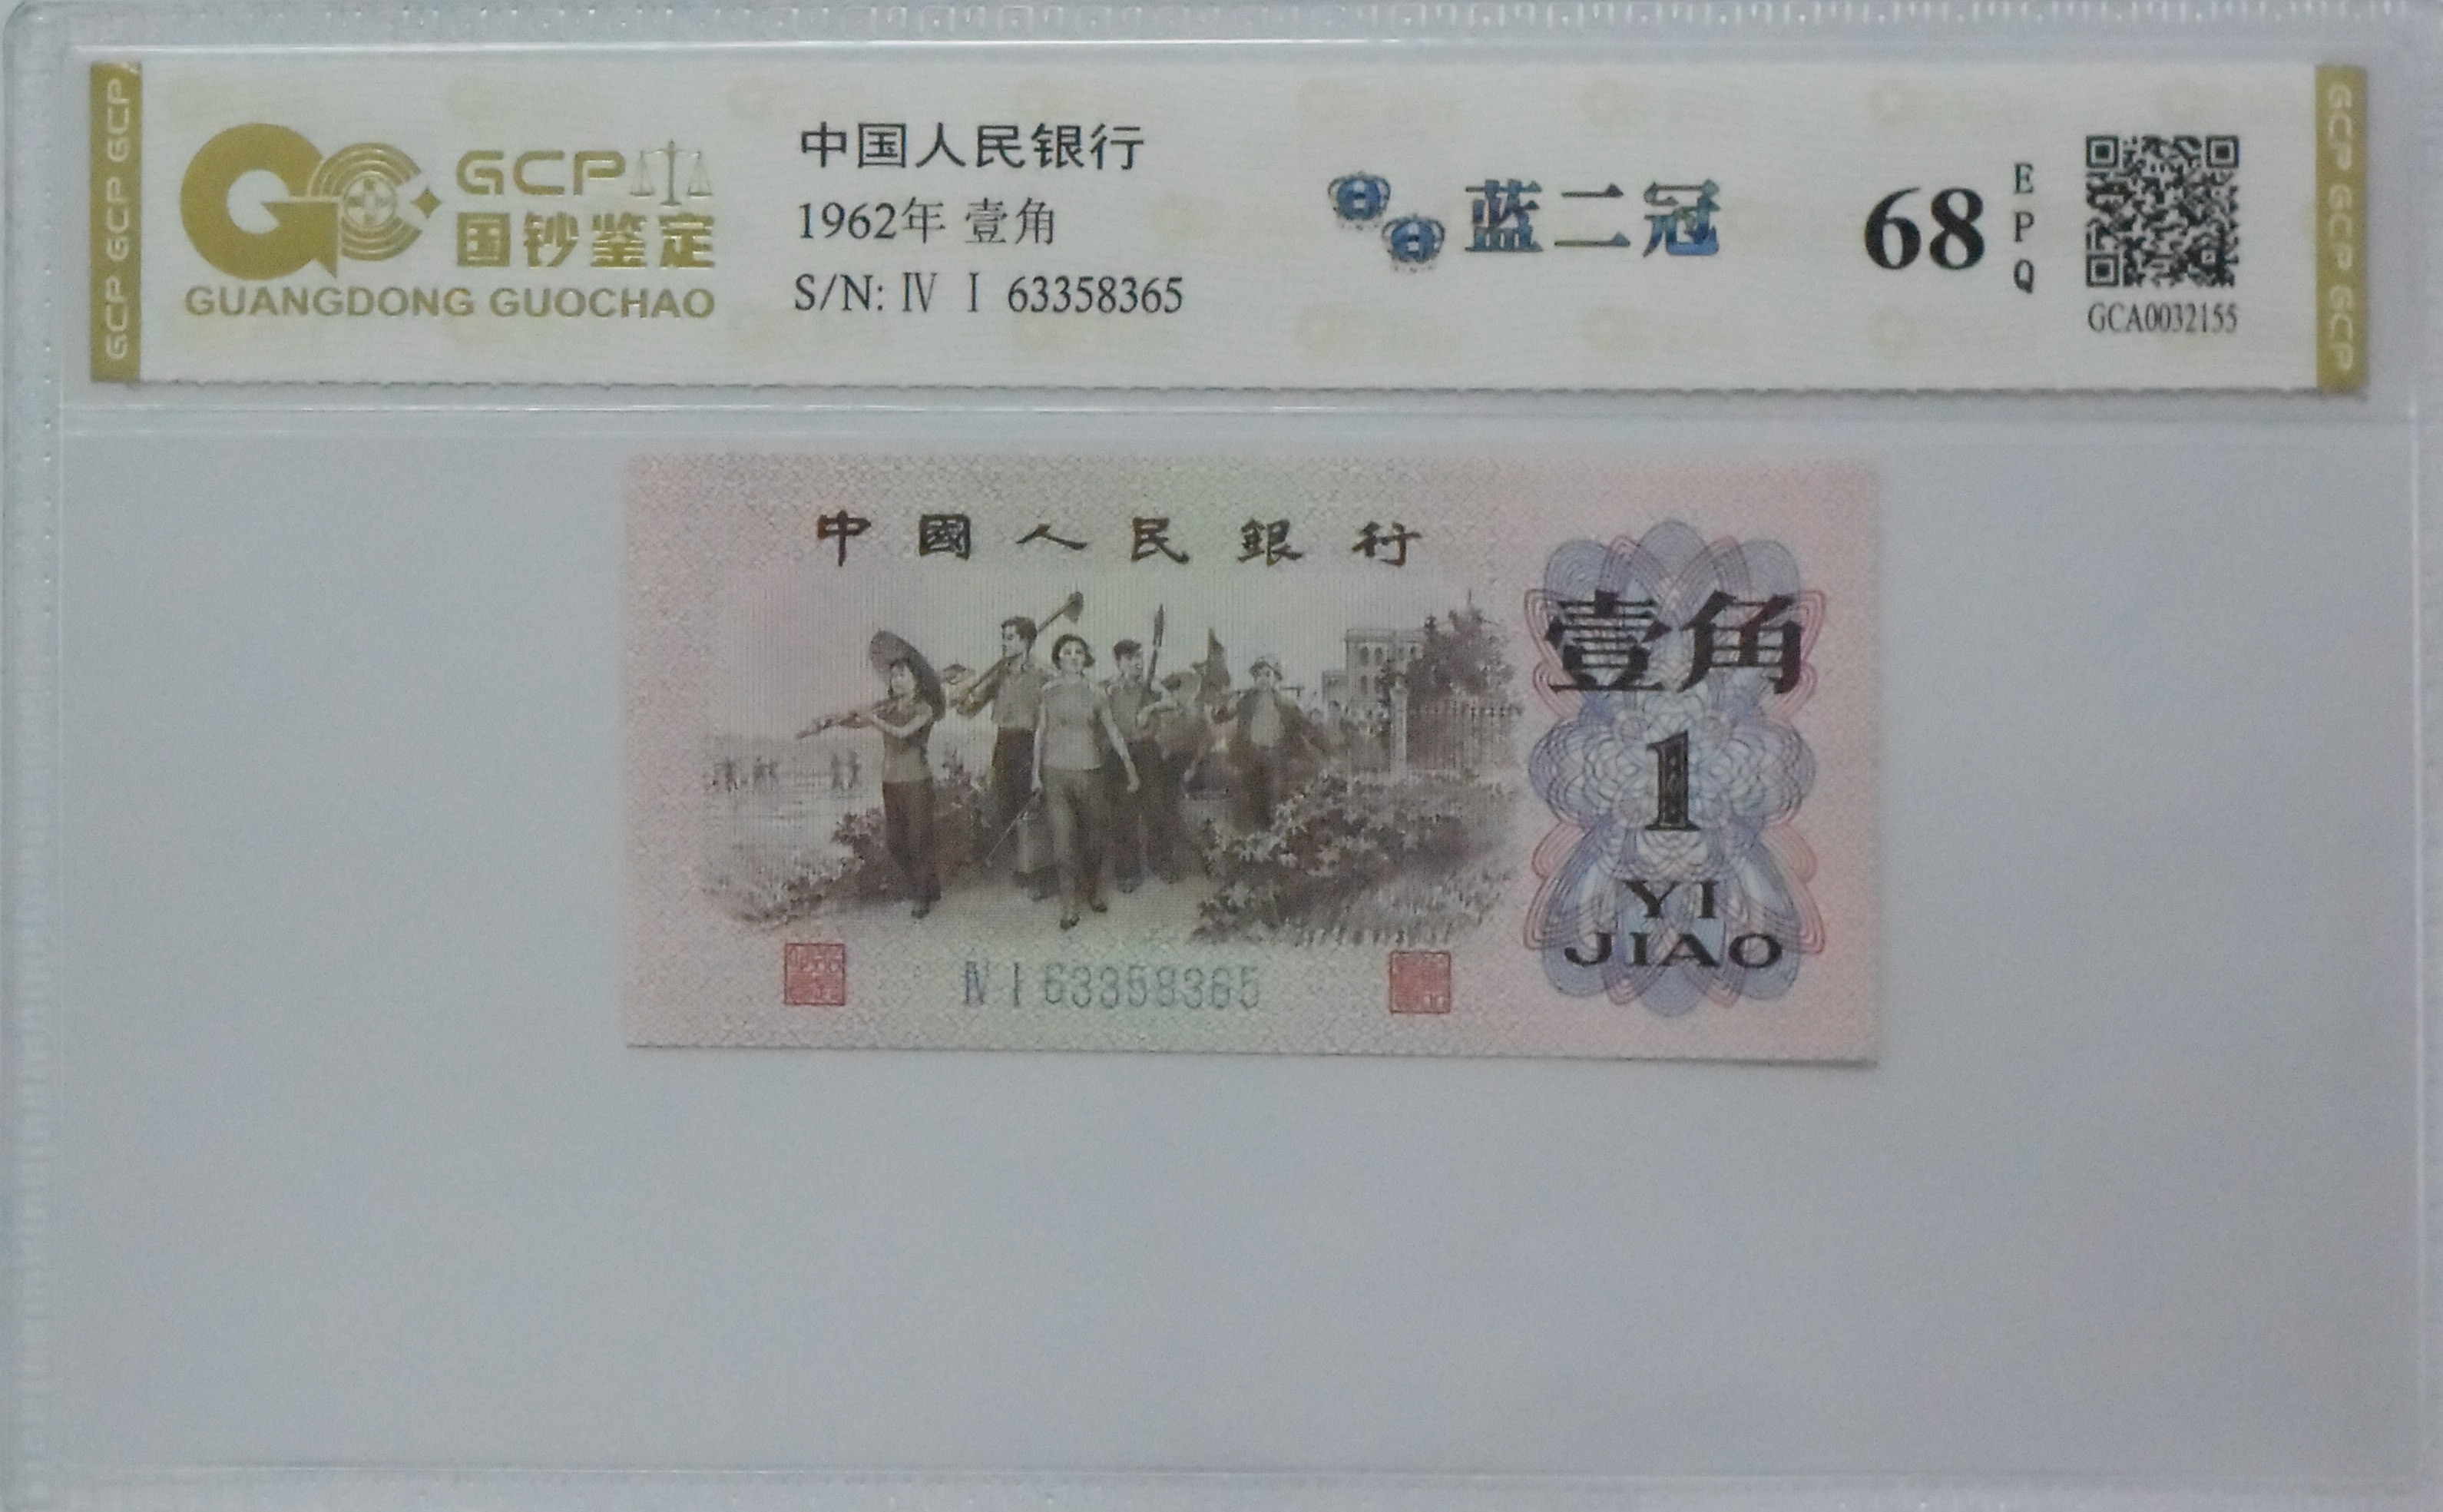 GCP GCP GCP
GCP
国钞鉴定
GUANGDONG GUOCHAO
中国人民银行
1962年 壹角
S/N: Ⅳ Ⅰ 63358365
蓝二冠
68
EPQ
GCA0032155
GCP GCP GCP
中國人民銀行
壹角
1
YI
JIAO
Ⅳ Ⅰ 63358365